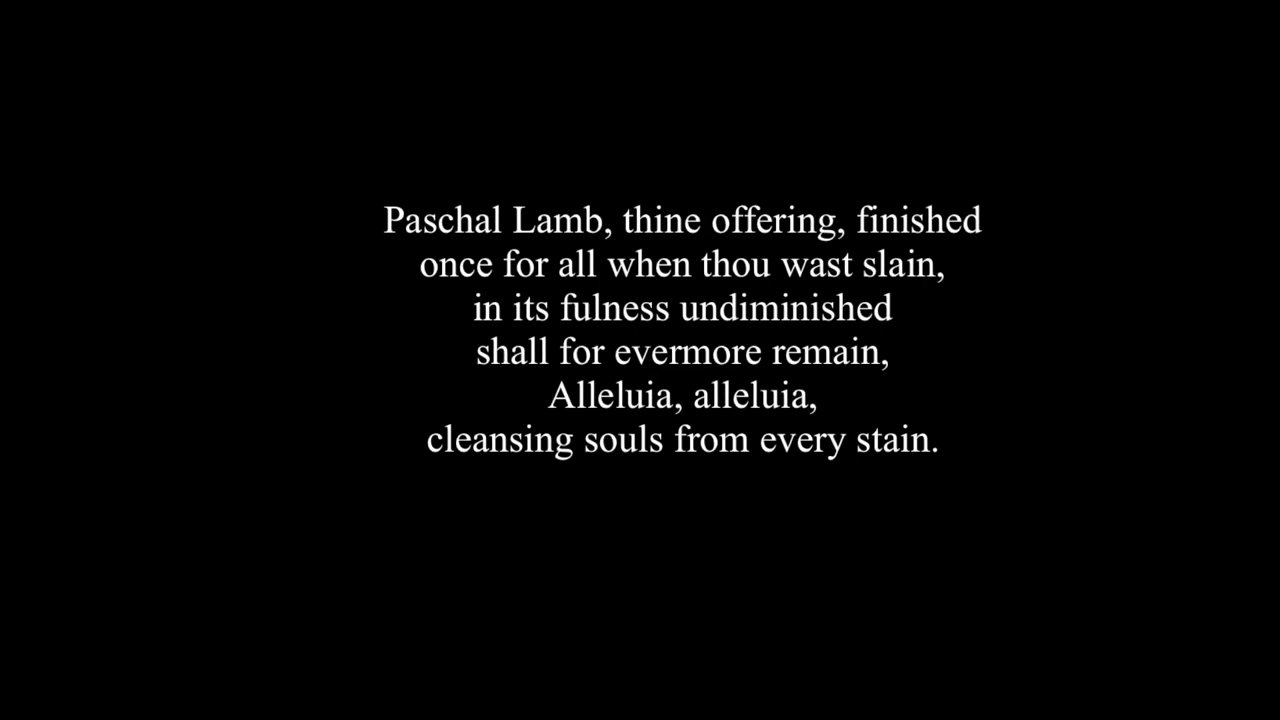 Paschal Lamb, thine offering, finished
once for all when thou wast slain,
in its fulness undiminished
shall for evermore remain,
Alleluia, alleluia,
cleansing souls from every stain.